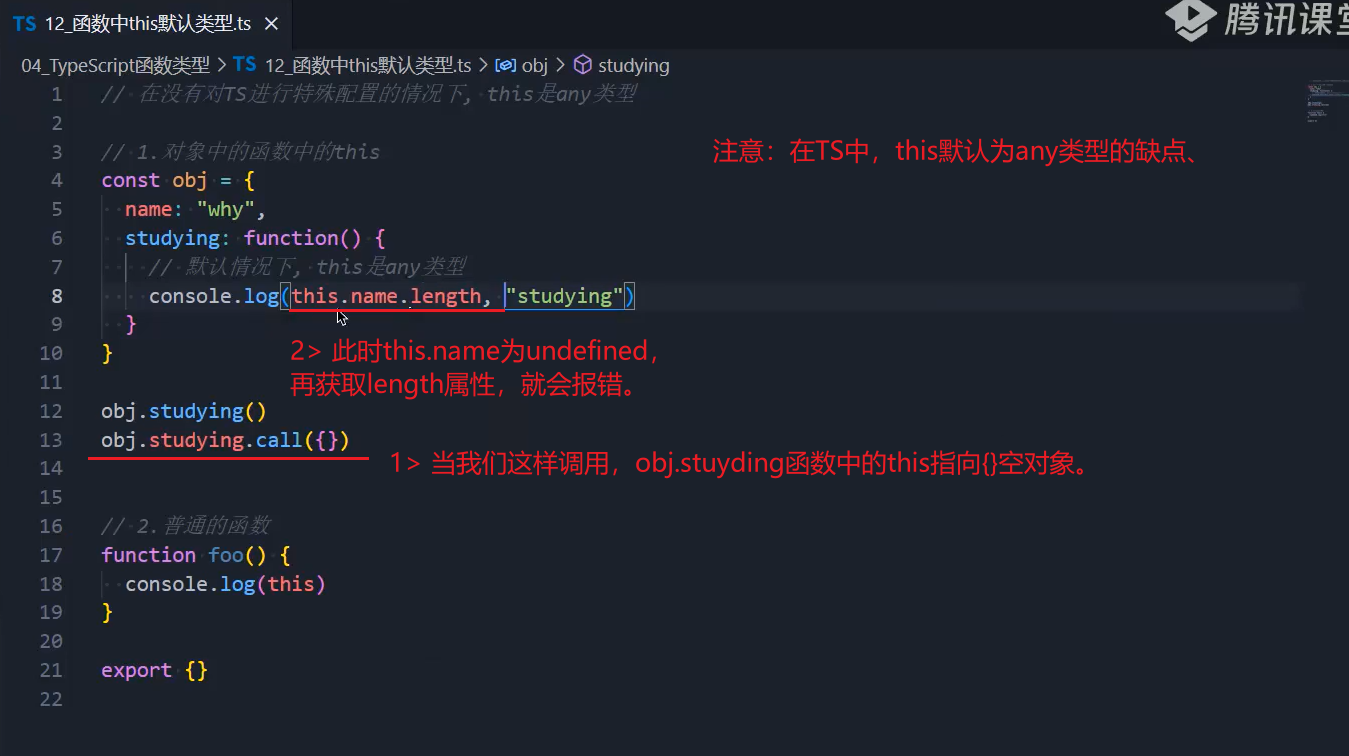 TS 12_函数中this默认类型.ts ×
腾讯课堂
04_TypeScript函数类型 > TS 12_函数中this默认类型.ts > obj > studying
1 // 在没有对TS进行特殊配置的情况下, this是any类型
2
3 // 1.对象中的函数中的this
注意：在TS中，this默认为any类型的缺点、
4 const obj = {
5 name: "why",
6 studying: function() {
7 // 默认情况下, this是any类型
8 console.log(this.name.length, "studying")
9 }
2> 此时this.name为undefined，
10 }
再获取length属性，就会报错。
11
12 obj.studying()
13 obj.studying.call({})
1> 当我们这样调用，obj.stuyding函数中的this指向{}空对象。
14
15
16 // 2.普通的函数
17 function foo() {
18 console.log(this)
19 }
20
21 export {}
22